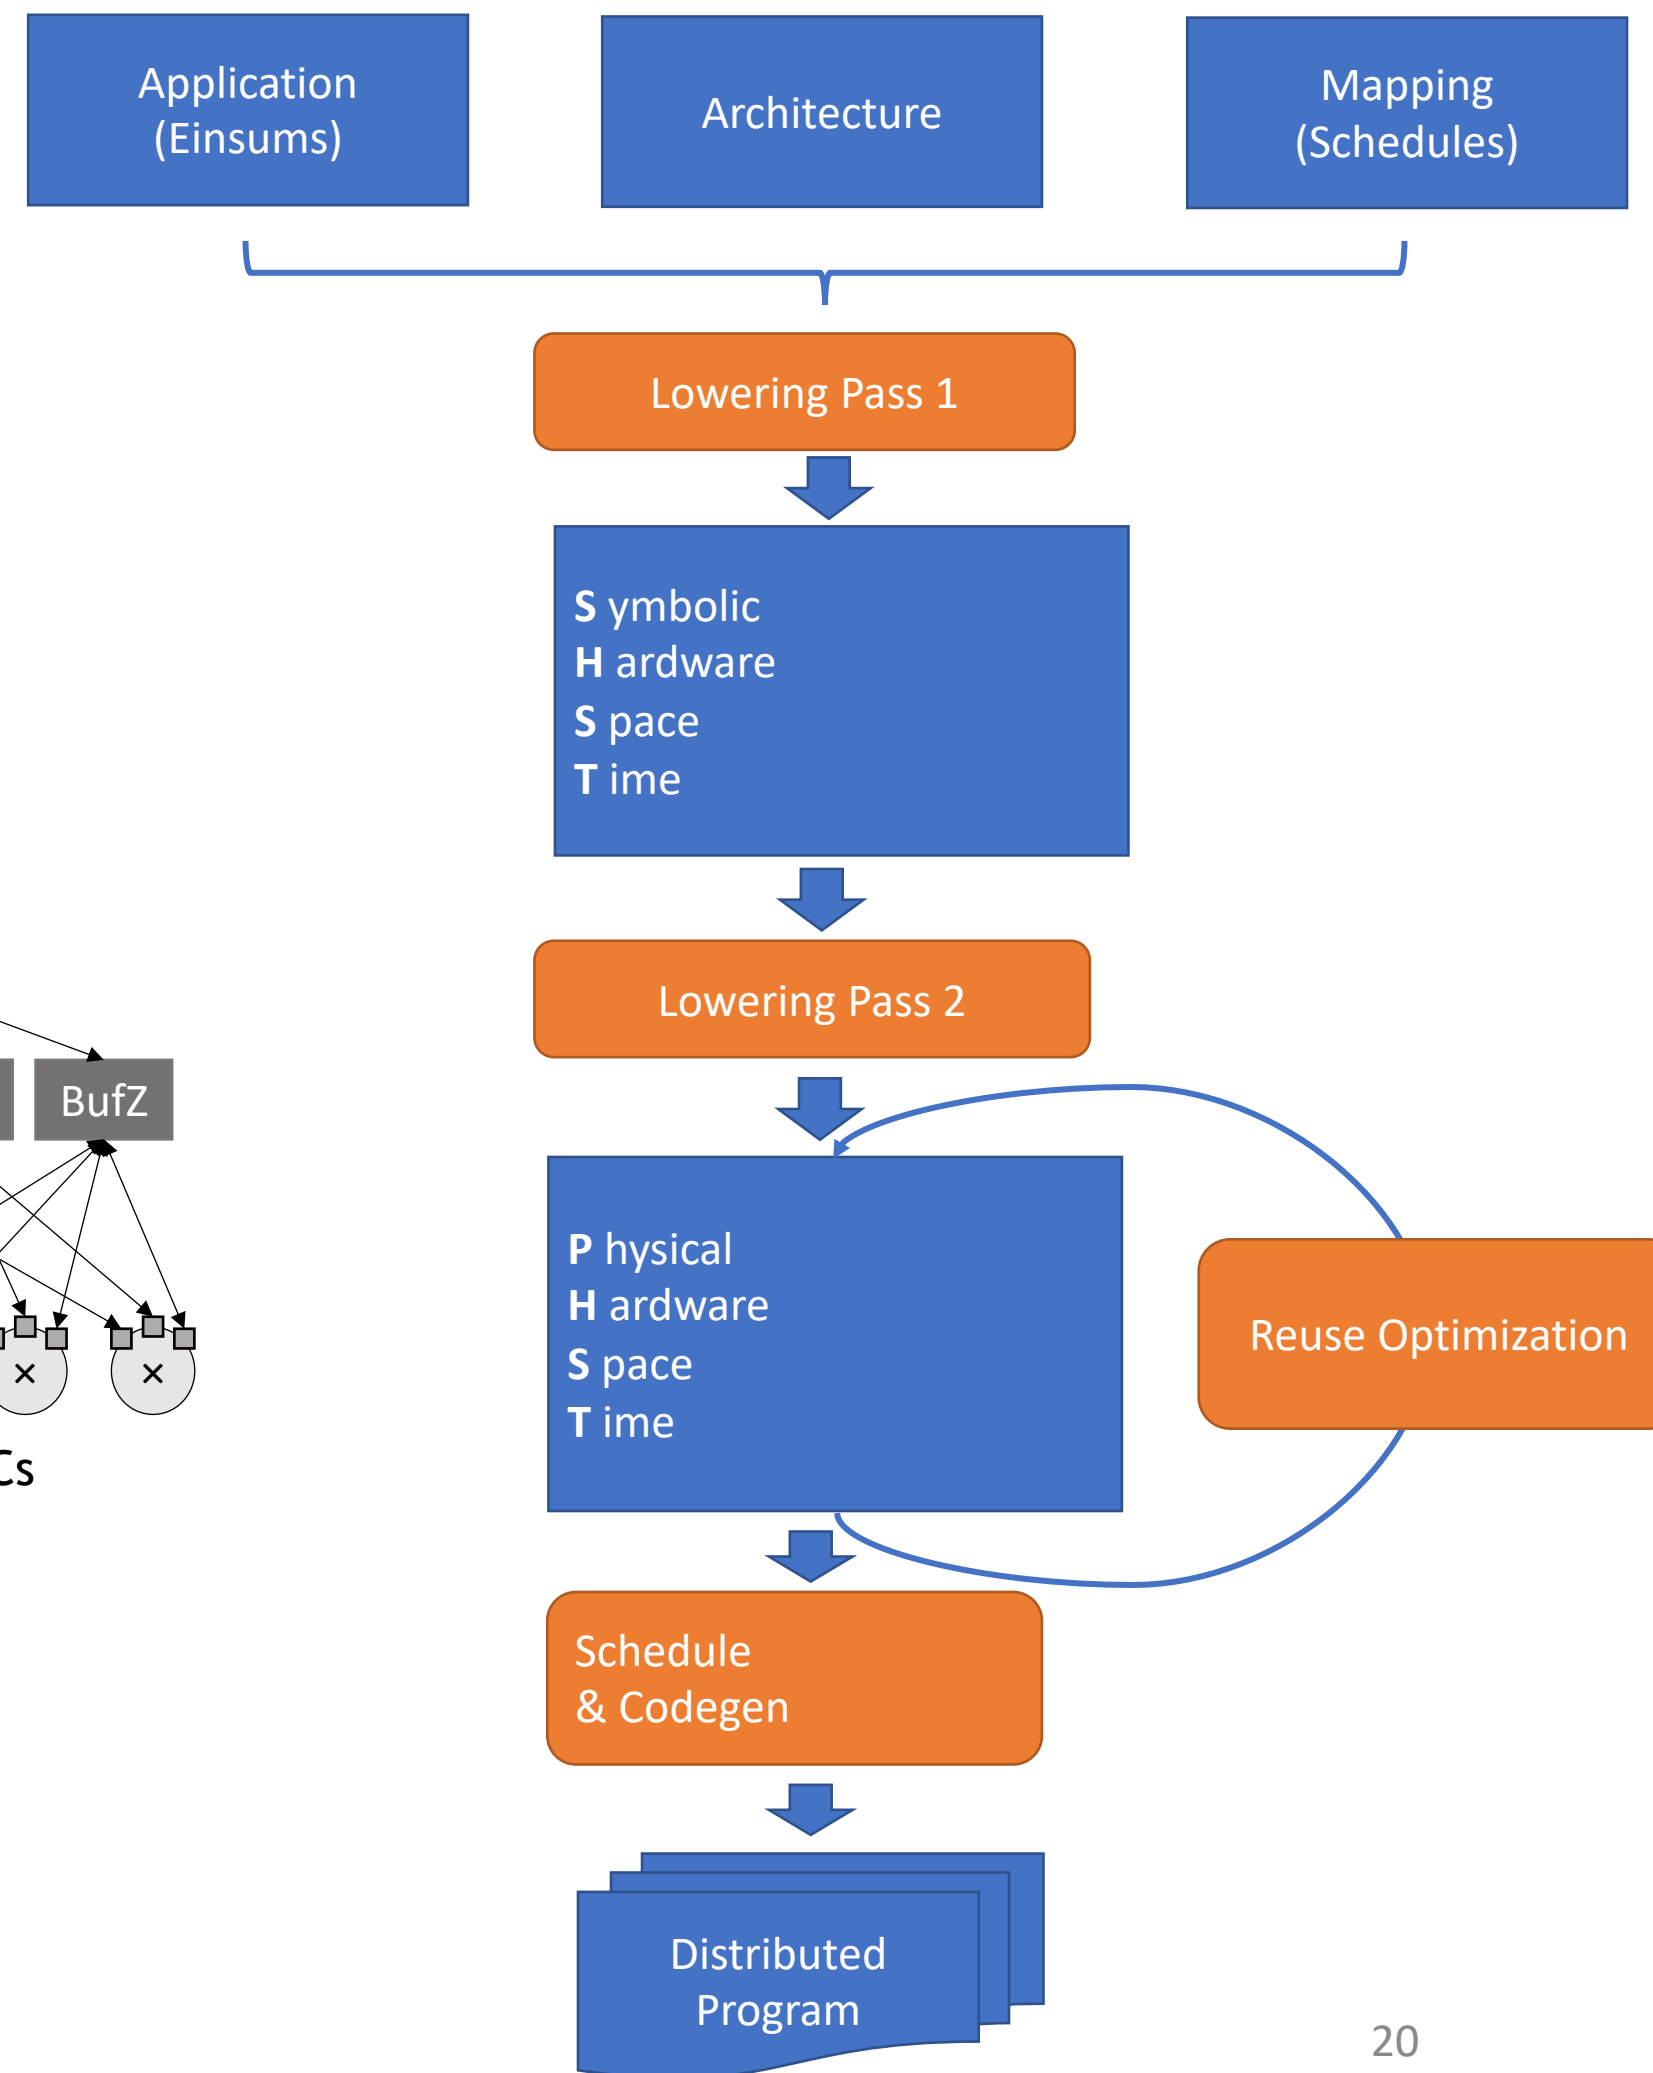 Application
(Einsums)
Architecture
Mapping
(Schedules)
Lowering Pass 1
S ymbolic
H ardware
S pace
T ime
Lowering Pass 2
BufZ
P hysical
H ardware
S pace
T ime
Reuse Optimization
×
×
Cs
Schedule
& Codegen
Distributed
Program
20